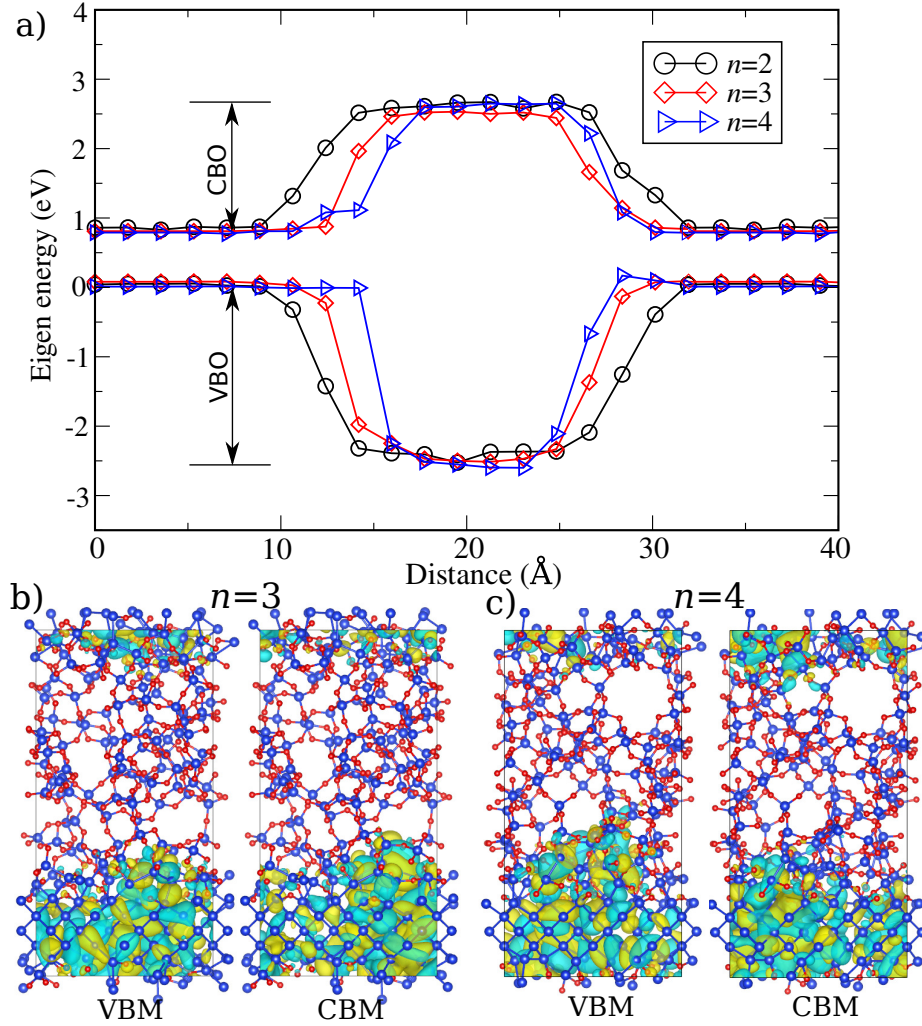 a)
4
3
2
1
0
-1
-2
-3
Eigen energy (eV)
CBO
VBO
n=2
n=3
n=4
0
10
20
30
40
Distance (Å)
b)
n=3
c)
n=4
VBM
CBM
VBM
CBM